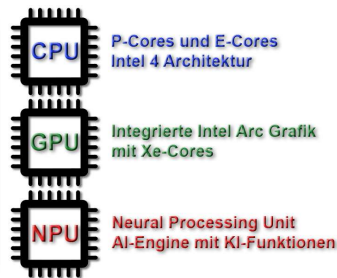 CPU
P-Cores und E-Cores
Intel 4 Architektur
GPU
Integrierte Intel Arc Grafik
mit Xe-Cores
NPU
Neural Processing Unit
AI-Engine mit KI-Funktionen